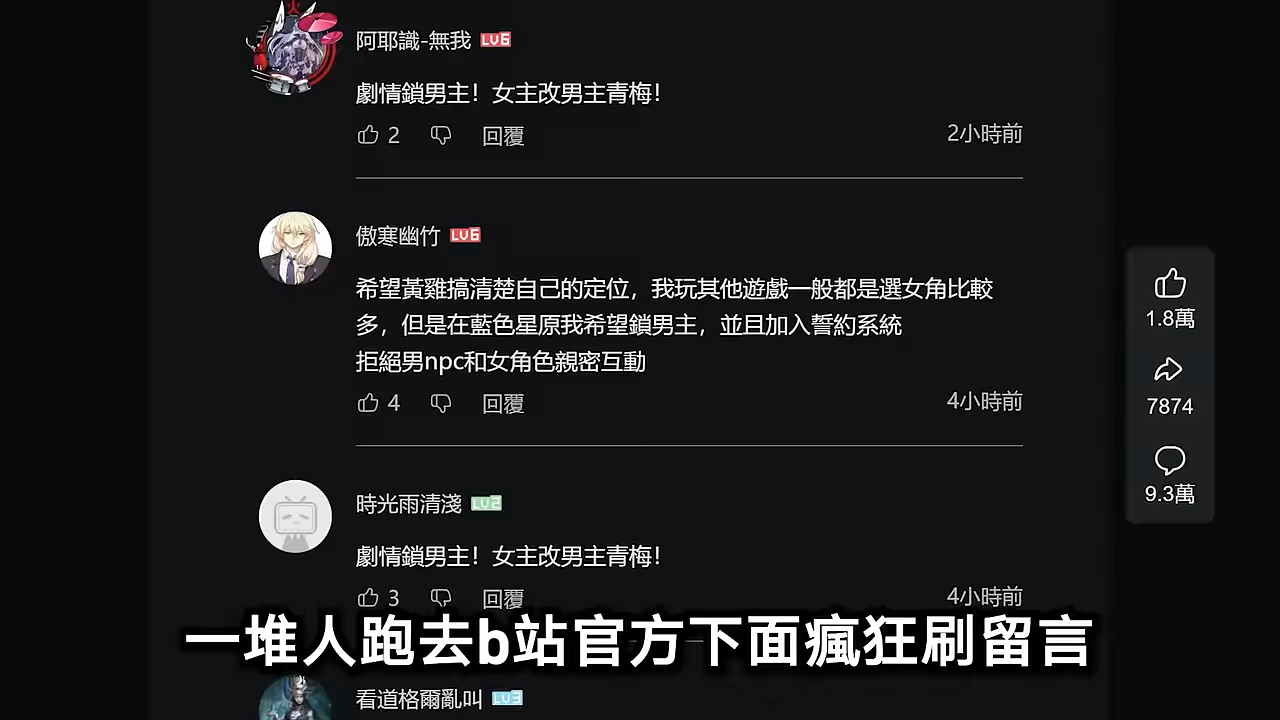 阿耶識-無我 LV6
劇情鎖男主！女主改男主青梅！
2 回覆 2小時前
傲寒幽竹 LV6
希望黃雞搞清楚自己的定位，我玩其他遊戲一般都是選女角比較
多，但是在藍色星原我希望鎖男主，並且加入誓約系統
拒絕男npc和女角色親密互動
4 回覆 4小時前
1.8萬
7874
9.3萬
時光雨清淺 LV2
劇情鎖男主！女主改男主青梅！
3 回覆 4小時前
一堆人跑去b站官方下面瘋狂刷留言
看道格爾亂叫 LV3